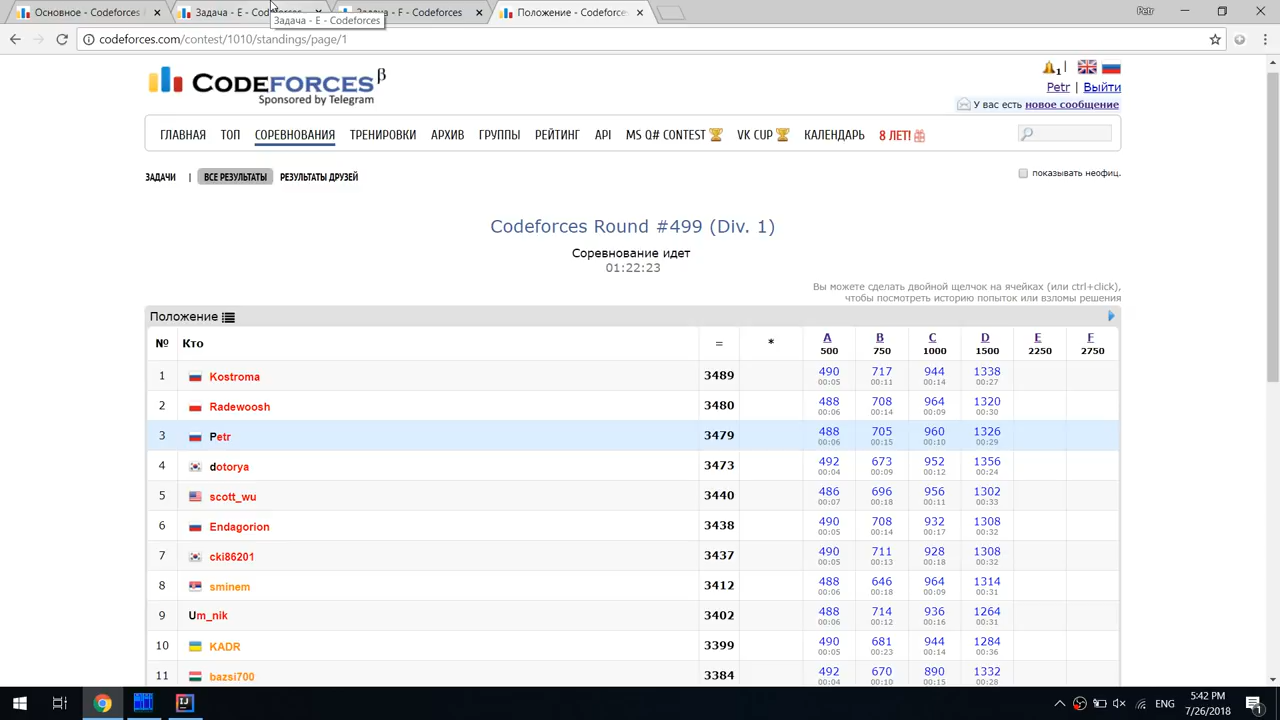 Основное - Codeforces
Задача - E - Codeforces
Задача - E - Codeforces
Положение - Codeforces
Petr
Задача - E - Codeforces
codeforces.com/contest/1010/standings/page/1
CODEFORCES β
Sponsored by Telegram
1 |
Petr | Выйти
У вас есть новое сообщение
ГЛАВНАЯ ТОП СОРЕВНОВАНИЯ ТРЕНИРОВКИ АРХИВ ГРУППЫ РЕЙТИНГ API MS Q# CONTEST VK CUP КАЛЕНДАРЬ 8 ЛЕТ!
ЗАДАЧИ | ВСЕ РЕЗУЛЬТАТЫ РЕЗУЛЬТАТЫ ДРУЗЕЙ
показывать неофиц.
Codeforces Round #499 (Div. 1)
Соревнование идет
01:22:23
Вы можете сделать двойной щелчок на ячейках (или ctrl+click),
чтобы посмотреть историю попыток или взломы решения
Положение
№ Кто = * A B C D E F
500 750 1000 1500 2250 2750
1 Kostroma 3489 490 717 944 1338
00:05 00:11 00:14 00:27
2 Radewoosh 3480 488 708 964 1320
00:06 00:14 00:09 00:30
3 Petr 3479 488 705 960 1326
00:06 00:15 00:10 00:29
4 dotorya 3473 492 673 952 1356
00:04 00:09 00:12 00:24
5 scott_wu 3440 486 696 956 1302
00:07 00:18 00:11 00:33
6 Endagorion 3438 490 708 932 1308
00:05 00:14 00:17 00:32
7 cki86201 3437 490 711 928 1308
00:05 00:13 00:18 00:32
8 sminem 3412 488 646 964 1314
00:06 00:18 00:09 00:31
9 Um_nik 3402 488 714 936 1264
00:06 00:12 00:16 00:31
10 KADR 3399 490 681 944 1284
00:05 00:23 00:14 00:36
11 bazsi700 3384 492 670 890 1332
00:04 00:10 00:15 00:28
ENG
5:42 PM
7/26/2018
1